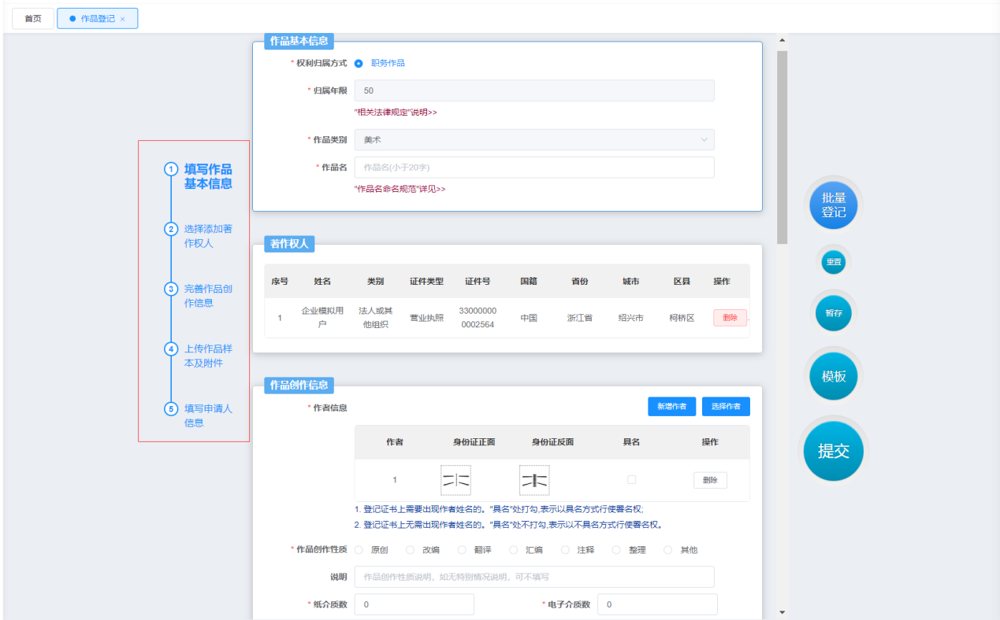 首页
作品登记 ×
作品基本信息
* 权利归属方式 职务作品
* 归属年限 50
"相关法律规定"说明>>
* 作品类别 美术
* 作品名 作品名(小于20字)
"作品名命名规范"详见>>
1 填写作品
基本信息
2 选择添加著
作权人
3 完善作品创
作信息
4 上传作品样
本及附件
5 填写申请人
信息
著作权人
序号 姓名 类别 证件类型 证件号 国籍 省份 城市 区县 操作
1 企业模拟用户 法人或其他组织 营业执照 330000000002564 中国 浙江省 绍兴市 柯桥区 删除
作品创作信息
* 作者信息 新增作者 选择作者
作者 身份证正面 身份证反面 具名 操作
1 删除
1. 登记证书上需要出现作者姓名的。"具名"处打勾,表示以具名方式行使署名权;
2. 登记证书上无需出现作者姓名的。"具名"处不打勾,表示以不具名方式行使署名权。
* 作品创作性质 原创 改编 翻译 汇编 注释 整理 其他
说明 作品创作性质说明，如无特别情况说明，可不填写
* 纸介质数 0 * 电子介质数 0
批量
登记
重置
暂存
模板
提交